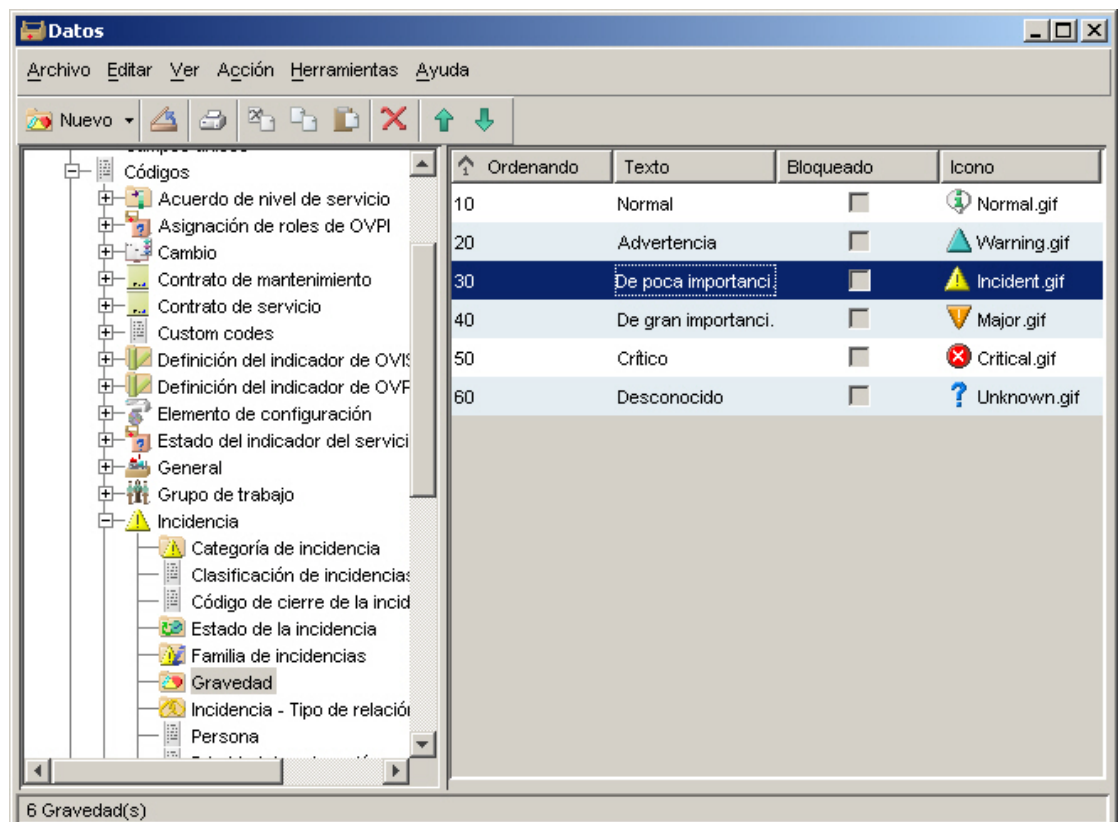 Datos
Archivo Editar Ver Acción Herramientas Ayuda
Nuevo
Códigos
Acuerdo de nivel de servicio
Asignación de roles de OVPI
Cambio
Contrato de mantenimiento
Contrato de servicio
Custom codes
Definición del indicador de OVIS
Definición del indicador de
Elemento de configuración
Estado del indicador del servici
General
Grupo de trabajo
Incidencia
Categoría de incidencia
Clasificación de incidencias
Código de cierre de la incid
Estado de la incidencia
Familia de incidencias
Gravedad
Incidencia - Tipo de relación
Persona
1 Ordenando Texto Bloqueado Icono
10 Normal Normal.gif
20 Advertencia Warning.gif
30 De poca importanci. Incident.gif
40 De gran importanci. Major.gif
50 Crítico Critical.gif
60 Desconocido Unknown.gif
6 Gravedad(s)